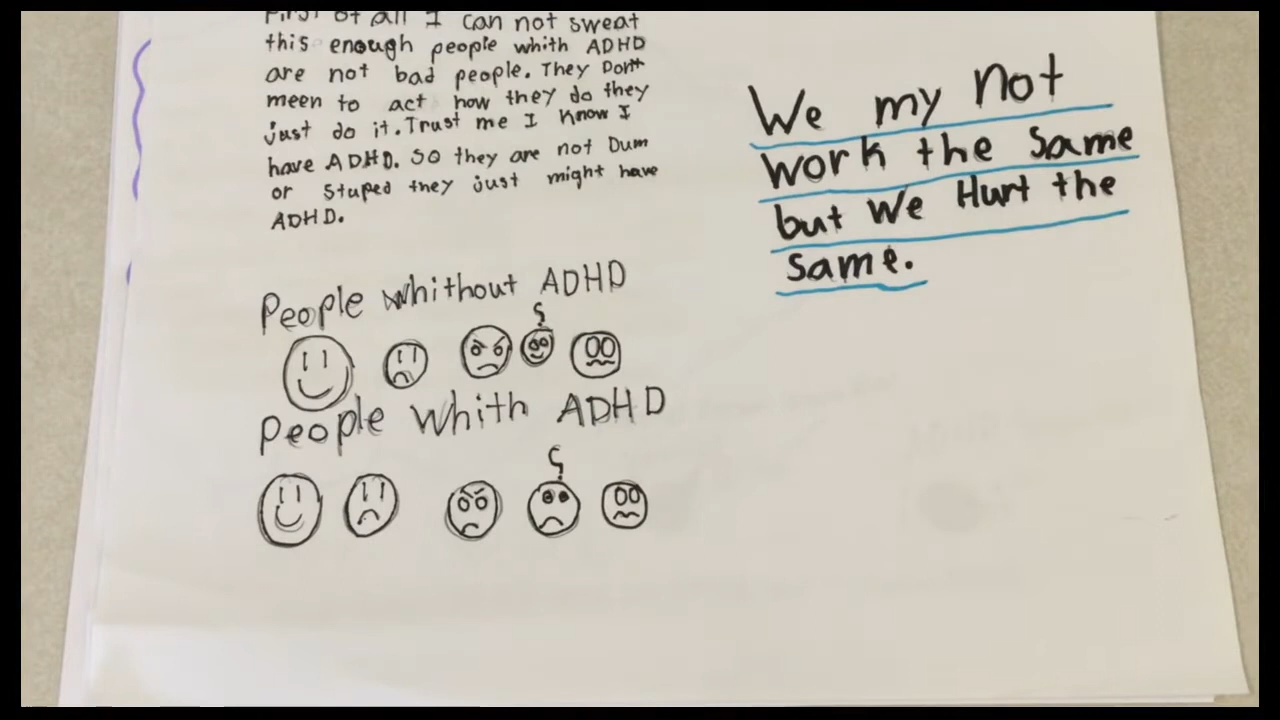 First of all I can not sweat
this enough people whith ADHD
are not bad people. They Dont
meen to act how they do they
just do it. Trust me I know I
have ADHD. So they are not Dum
or stuped they just might have
ADHD.
People whithout ADHD
People whith ADHD
We my not
work the same
but we Hurt the
same.